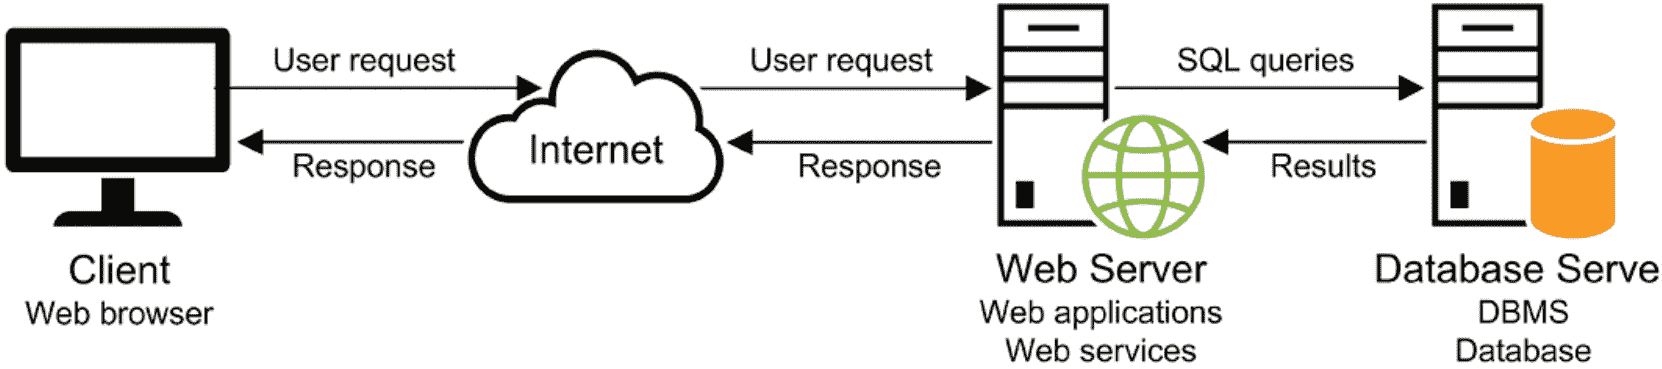 User request
User request
SQL queries
Internet
Response
Response
Results
Client
Web browser
Web Server
Web applications
Web services
Database Serve
DBMS
Database